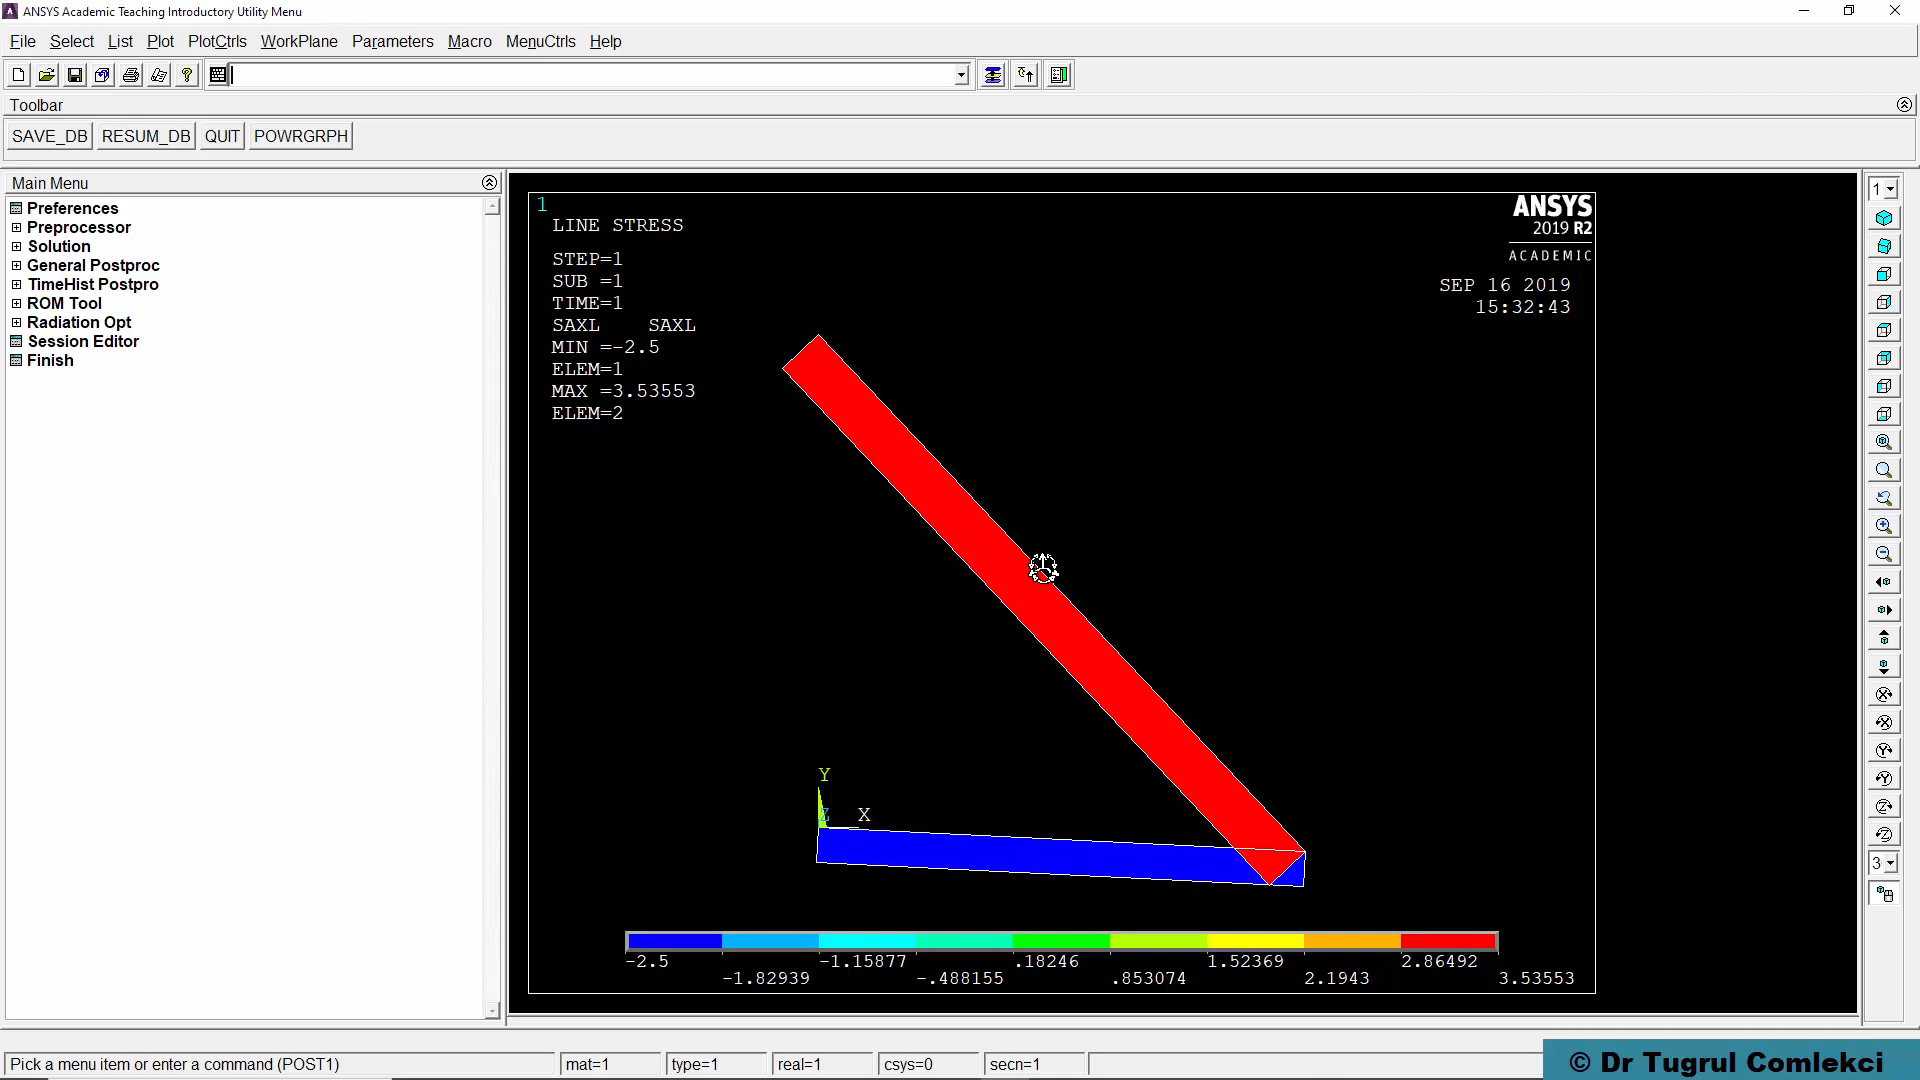 ANSYS Academic Teaching Introductory Utility Menu
File Select List Plot PlotCtrls WorkPlane Parameters Macro MenuCtrls Help
Toolbar
SAVE_DB RESUM_DB QUIT POWRGRPH
Main Menu
Preferences
Preprocessor
Solution
General Postproc
TimeHist Postpro
ROM Tool
Radiation Opt
Session Editor
Finish
1
LINE STRESS
STEP=1
SUB =1
TIME=1
SAXL SAXL
MIN =-2.5
ELEM=1
MAX =3.53553
ELEM=2
ANSYS
2019 R2
ACADEMIC
SEP 16 2019
15:32:43
Y
Z X
-2.5 -1.15877 .18246 1.52369 2.86492
-1.82939 -.488155 .853074 2.1943 3.53553
1
3
Pick a menu item or enter a command (POST1) mat=1 type=1 real=1 csys=0 secn=1
© Dr Tugrul Comlekci